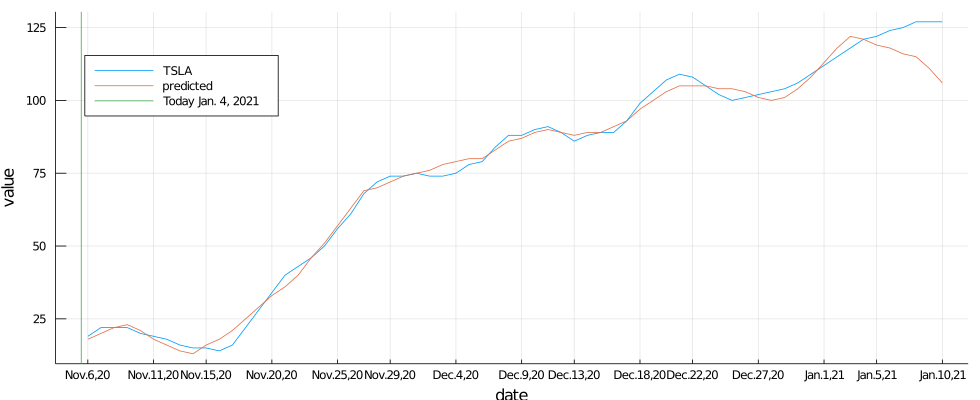 125
100
75
50
25
value
TSLA
predicted
Today Jan. 4, 2021
Nov.6,20 Nov.11,20 Nov.15,20 Nov.20,20 Nov.25,20 Nov.29,20 Dec.4,20 Dec.9,20 Dec.13,20 Dec.18,20 Dec.22,20 Dec.27,20 Jan.1,21 Jan.5,21 Jan.10,21
date